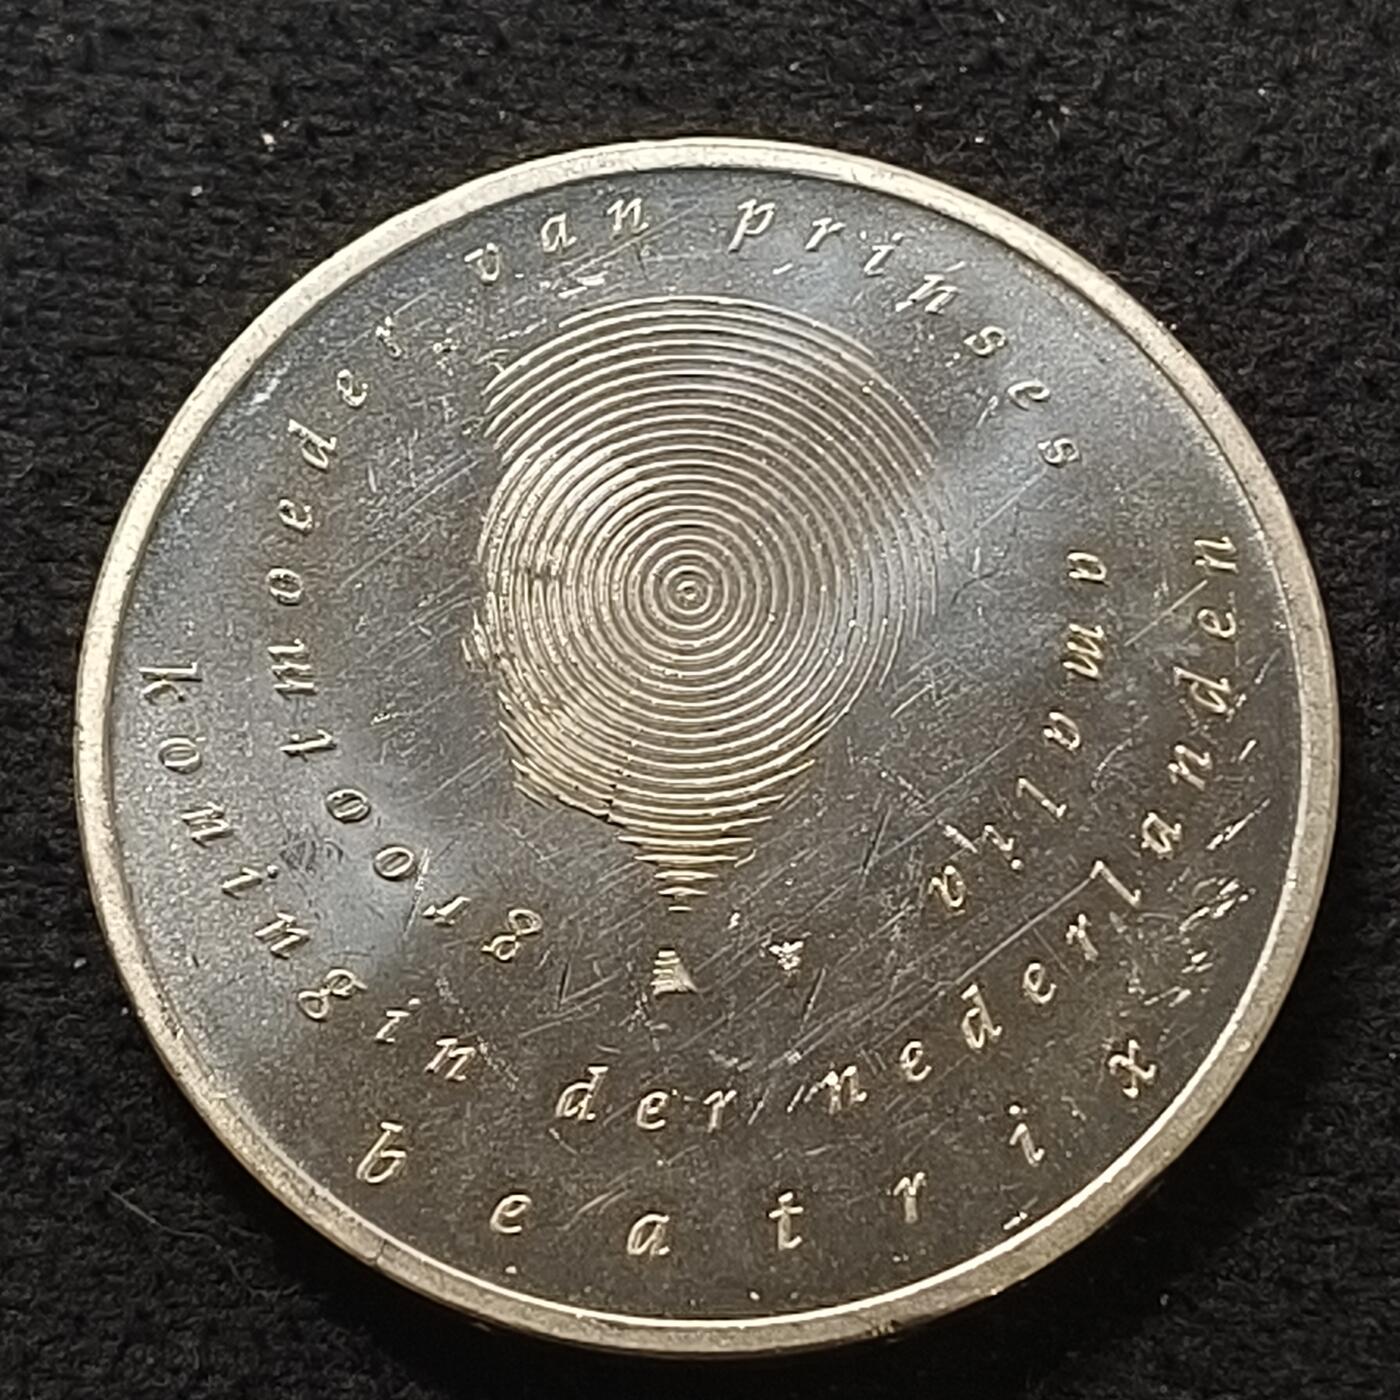 grootmoeder van prinses amalia
koningin der nederlanden
beatrix